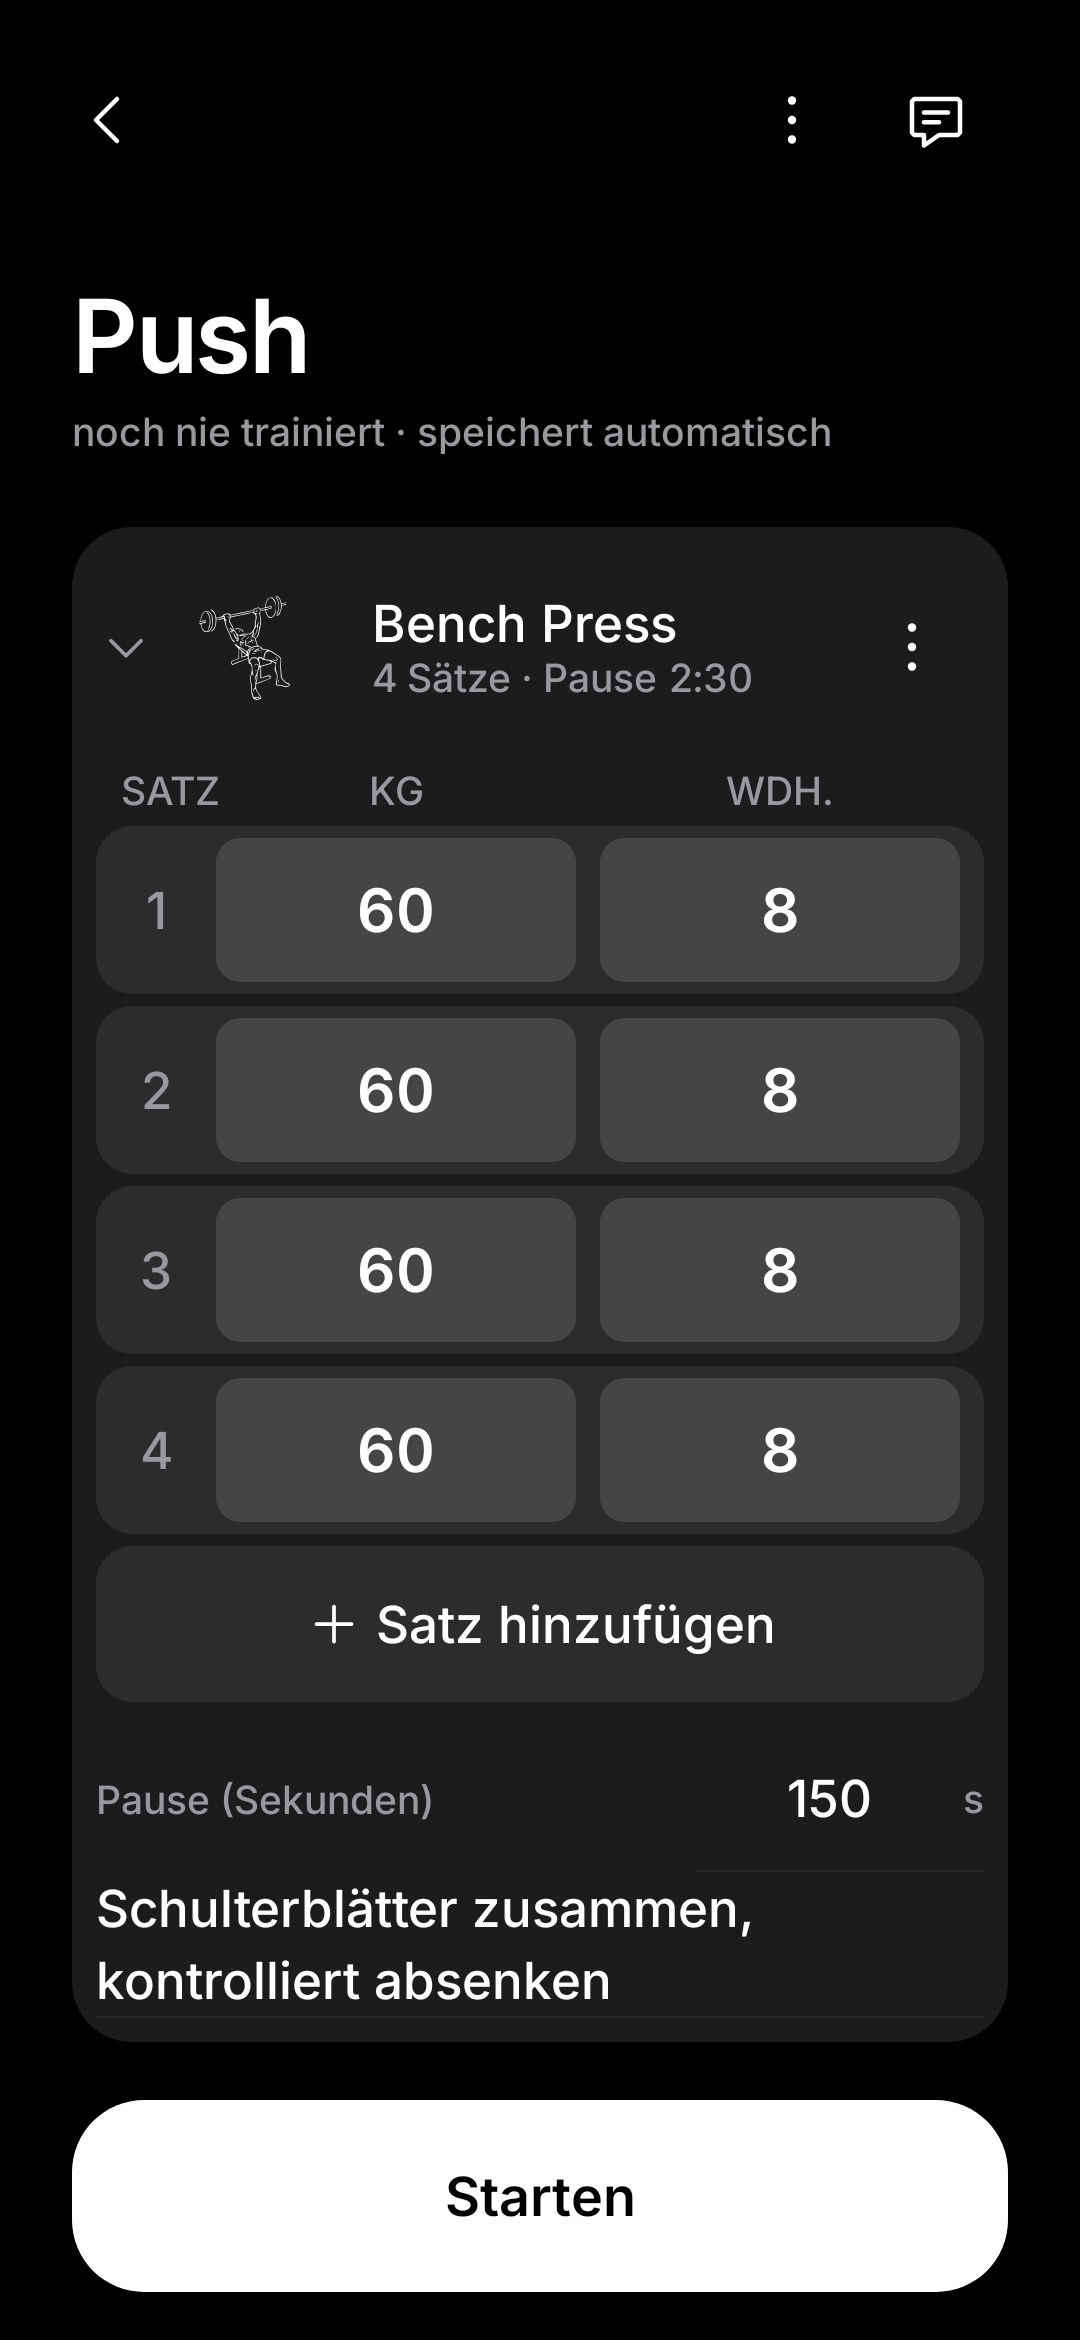 Push
noch nie trainiert · speichert automatisch
Bench Press
4 Sätze · Pause 2:30
SATZ KG WDH.
1 60 8
2 60 8
3 60 8
4 60 8
+ Satz hinzufügen
Pause (Sekunden) 150 s
Schulterblätter zusammen,
kontrolliert absenken
Starten